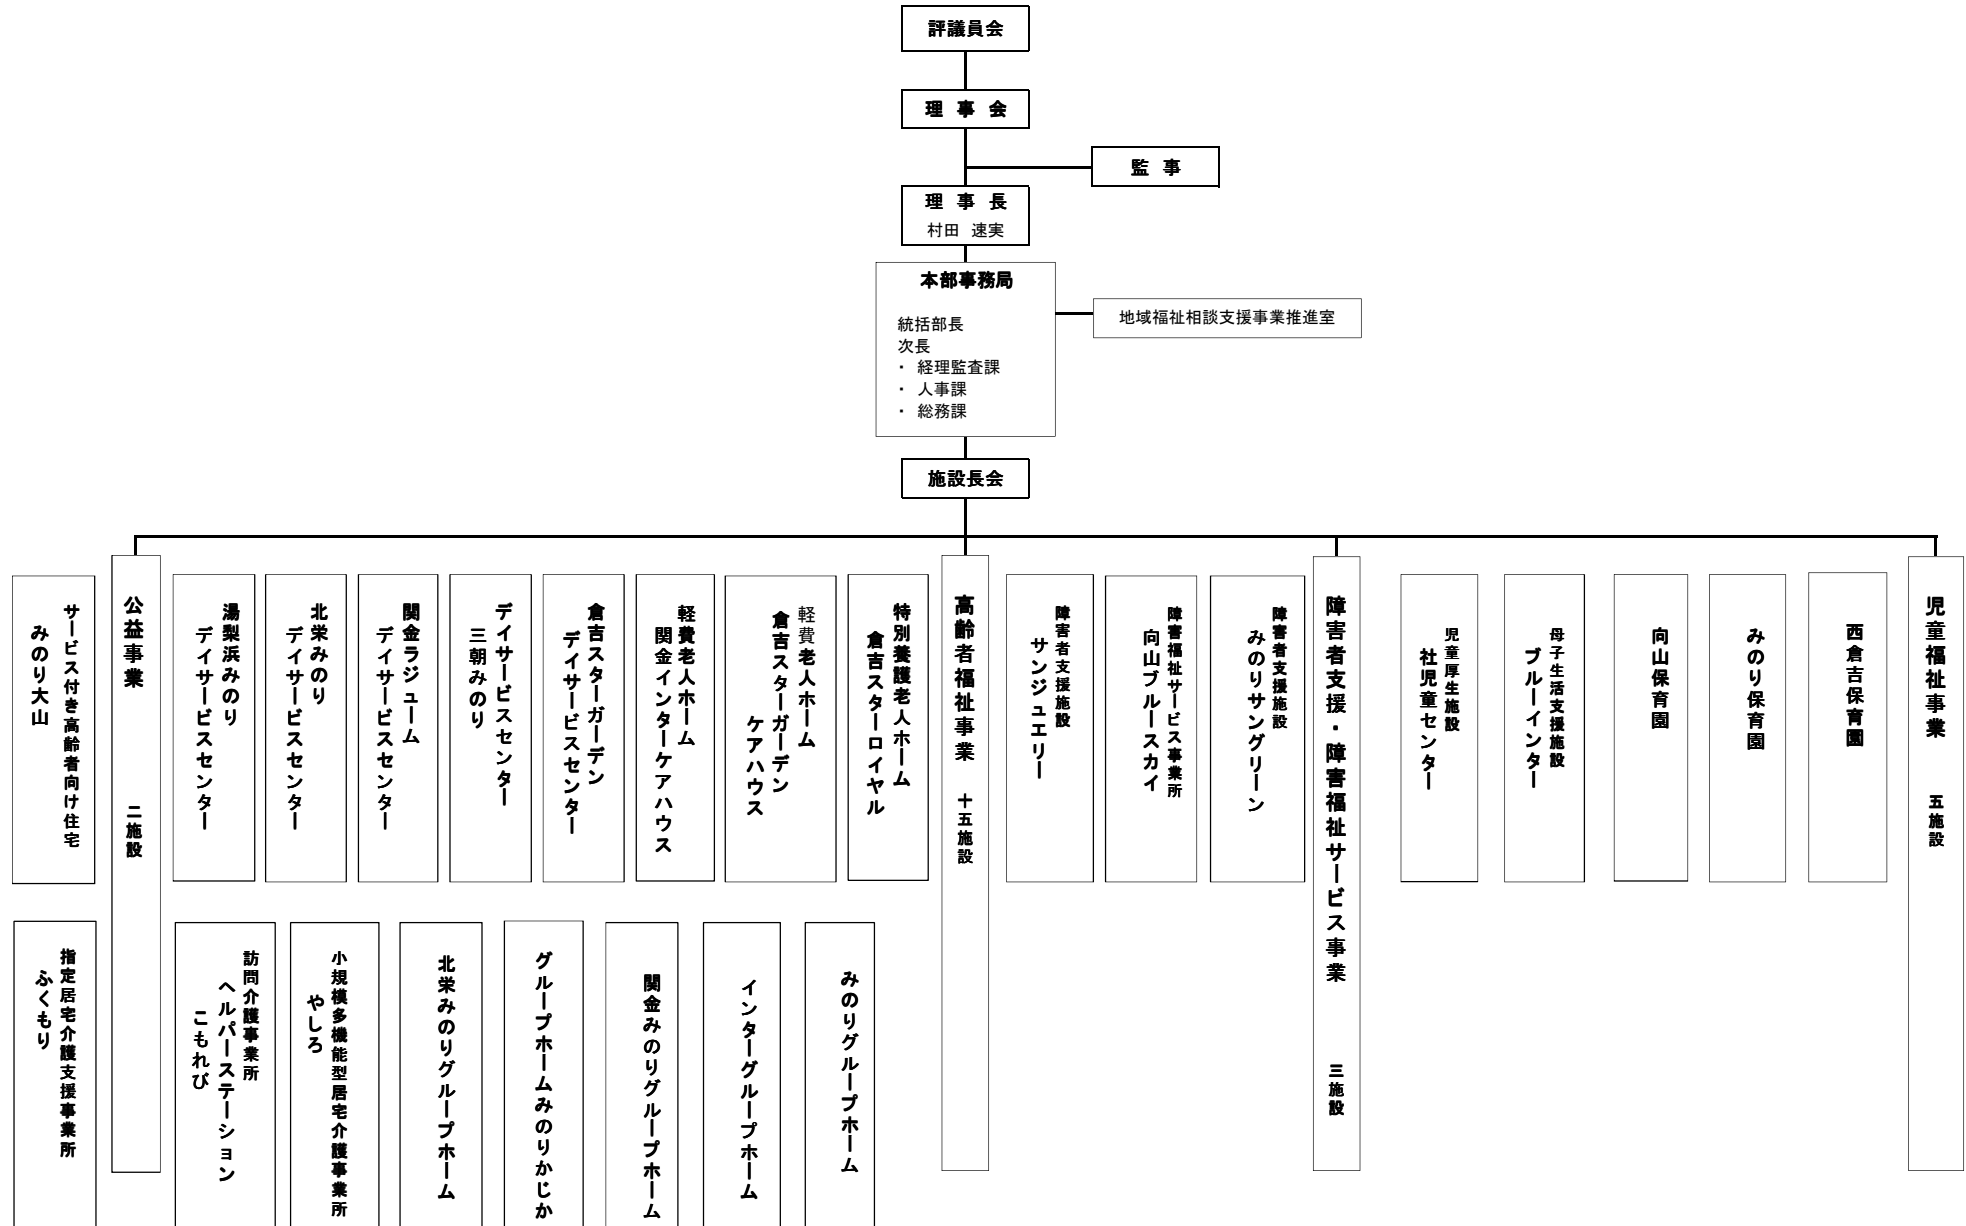 評議員会
理 事 会
監 事
理 事 長
村田 速実
本部事務局
統括部長
次長
・ 経理監査課
・ 人事課
・ 総務課
地域福祉相談支援事業推進室
施設長会
児童福祉事業 五施設
西倉吉保育園
みのり保育園
向山保育園
母子生活支援施設
ブルーインター
児童厚生施設
社児童センター
障害者支援・障害福祉サービス事業 三施設
障害者支援施設
みのりサングリーン
障害福祉サービス事業所
向山ブルースカイ
障害者支援施設
サンジュエリー
高齢者福祉事業 十五施設
特別養護老人ホーム
倉吉スターロイヤル
軽費老人ホーム
倉吉スターガーデン
ケアハウス
軽費老人ホーム
関金インターケアハウス
倉吉スターガーデン
デイサービスセンター
デイサービスセンター
三朝みのり
関金ラジューム
デイサービスセンター
北栄みのり
デイサービスセンター
湯梨浜みのり
デイサービスセンター
みのりグループホーム
インターグループホーム
関金みのりグループホーム
グループホームみのりかじか
北栄みのりグループホーム
小規模多機能型居宅介護事業所
やしろ
訪問介護事業所
ヘルパーステーション
こもれび
公益事業 二施設
サービス付き高齢者向け住宅
みのり大山
指定居宅介護支援事業所
ふくもり